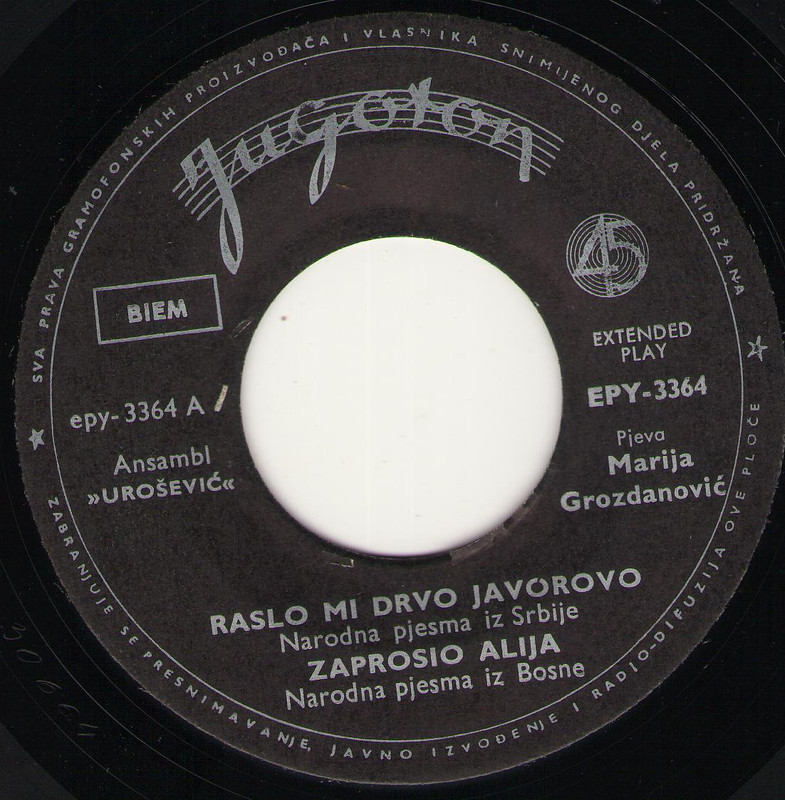 SVA PRAVA GRAMOFONSKIH PROIZVOĐAČA I VLASNIKA SNIMLJENOG DJELA PRIDRŽANA
Jugoton
45
BIEM
EXTENDED
PLAY
EPY-3364
epy-3364 A
Pjeva
Marija
Grozdanović
Ansambl
»UROŠEVIĆ«
RASLO MI DRVO JAVOROVO
Narodna pjesma iz Srbije
ZAPROSIO ALIJA
Narodna pjesma iz Bosne
ZABRANJUJE SE PRESNIMAVANJE, JAVNO IZVOĐENJE I RADIO-DIFUZIJA OVE PLOČE